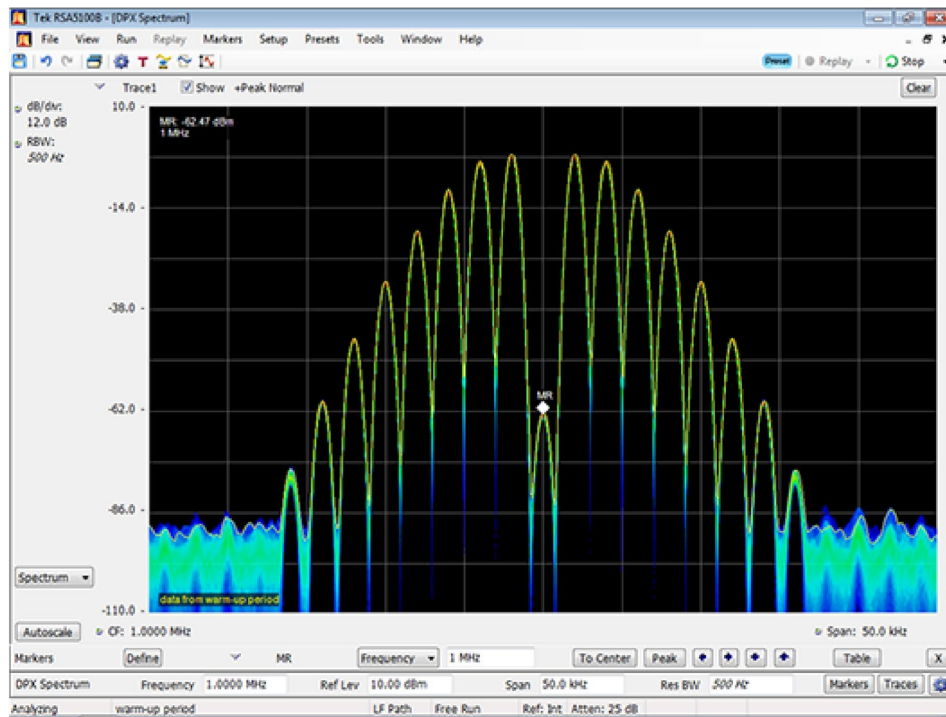 Tek RSA5100B - [DPX Spectrum]
File View Run Replay Markers Setup Presets Tools Window Help
Preset Replay Stop
Trace1 Show +Peak Normal Clear
dB/div:
12.0 dB
RBW:
500 Hz
10.0
MR: -62.47 dBm
1 MHz
-14.0
-38.0
MR
-62.0
-86.0
Spectrum
-110.0
data from warm-up period
Autoscale CF: 1.0000 MHz Span: 50.0 kHz
Markers Define MR Frequency 1 MHz To Center Peak Table X
DPX Spectrum Frequency 1.0000 MHz Ref Lev 10.00 dBm Span 50.0 kHz Res BW 500 Hz Markers Traces
Analyzing warm-up period LF Path Free Run Ref: Int Atten: 25 dB